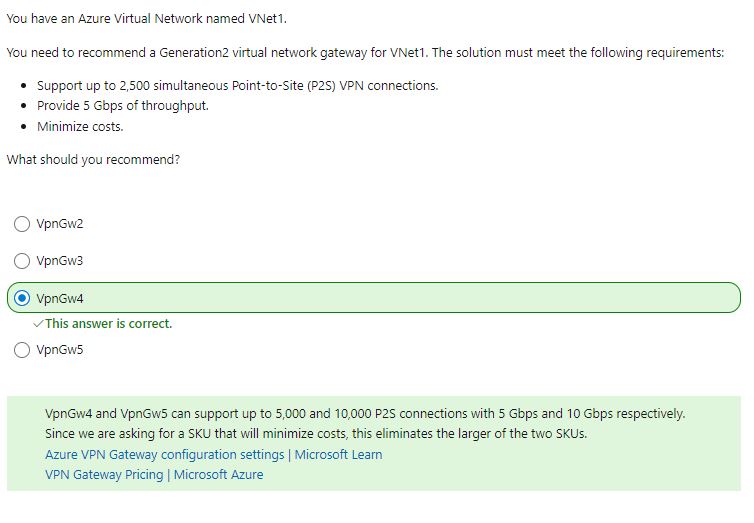 You have an Azure Virtual Network named VNet1.
You need to recommend a Generation2 virtual network gateway for VNet1. The solution must meet the following requirements:
Support up to 2,500 simultaneous Point-to-Site (P2S) VPN connections.
Provide 5 Gbps of throughput.
Minimize costs.
What should you recommend?
VpnGw2
VpnGw3
VpnGw4
This answer is correct.
VpnGw5
VpnGw4 and VpnGw5 can support up to 5,000 and 10,000 P2S connections with 5 Gbps and 10 Gbps respectively.
Since we are asking for a SKU that will minimize costs, this eliminates the larger of the two SKUs.
Azure VPN Gateway configuration settings | Microsoft Learn
VPN Gateway Pricing | Microsoft Azure